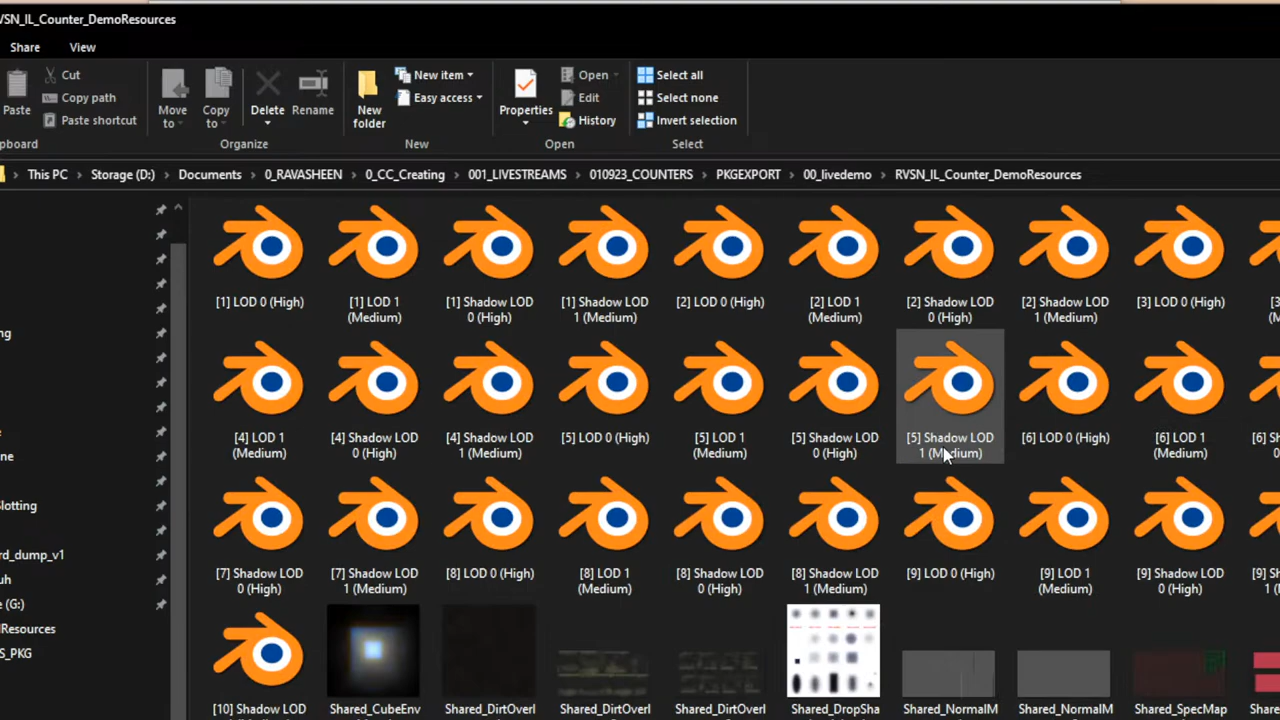 VSN_IL_Counter_DemoResources
Share View
Paste
Cut
Copy path
Paste shortcut
Move to
Copy to
Delete
Rename
New folder
New item
Easy access
Properties
Open
Edit
History
Select all
Select none
Invert selection
pboard Organize New Open Select
This PC > Storage (D:) > Documents > 0_RAVASHEEN > 0_CC_Creating > 001_LIVESTREAMS > 010923_COUNTERS > PKGEXPORT > 00_livedemo > RVSN_IL_Counter_DemoResources
ng
ne
Slotting
rd_dump_v1
uh
e (G:)
lResources
S_PKG
[1] LOD 0 (High)
[1] LOD 1 (Medium)
[1] Shadow LOD 0 (High)
[1] Shadow LOD 1 (Medium)
[2] LOD 0 (High)
[2] LOD 1 (Medium)
[2] Shadow LOD 0 (High)
[2] Shadow LOD 1 (Medium)
[3] LOD 0 (High)
[4] LOD 1 (Medium)
[4] Shadow LOD 0 (High)
[4] Shadow LOD 1 (Medium)
[5] LOD 0 (High)
[5] LOD 1 (Medium)
[5] Shadow LOD 0 (High)
[5] Shadow LOD 1 (Medium)
[6] LOD 0 (High)
[6] LOD 1 (Medium)
[7] Shadow LOD 0 (High)
[7] Shadow LOD 1 (Medium)
[8] LOD 0 (High)
[8] LOD 1 (Medium)
[8] Shadow LOD 0 (High)
[8] Shadow LOD 1 (Medium)
[9] LOD 0 (High)
[9] LOD 1 (Medium)
[9] Shadow LOD 0 (High)
[10] Shadow LOD
Shared_CubeEnv
Shared_DirtOverl
Shared_DirtOverl
Shared_DirtOverl
Shared_DropSha
Shared_NormalM
Shared_NormalM
Shared_SpecMap